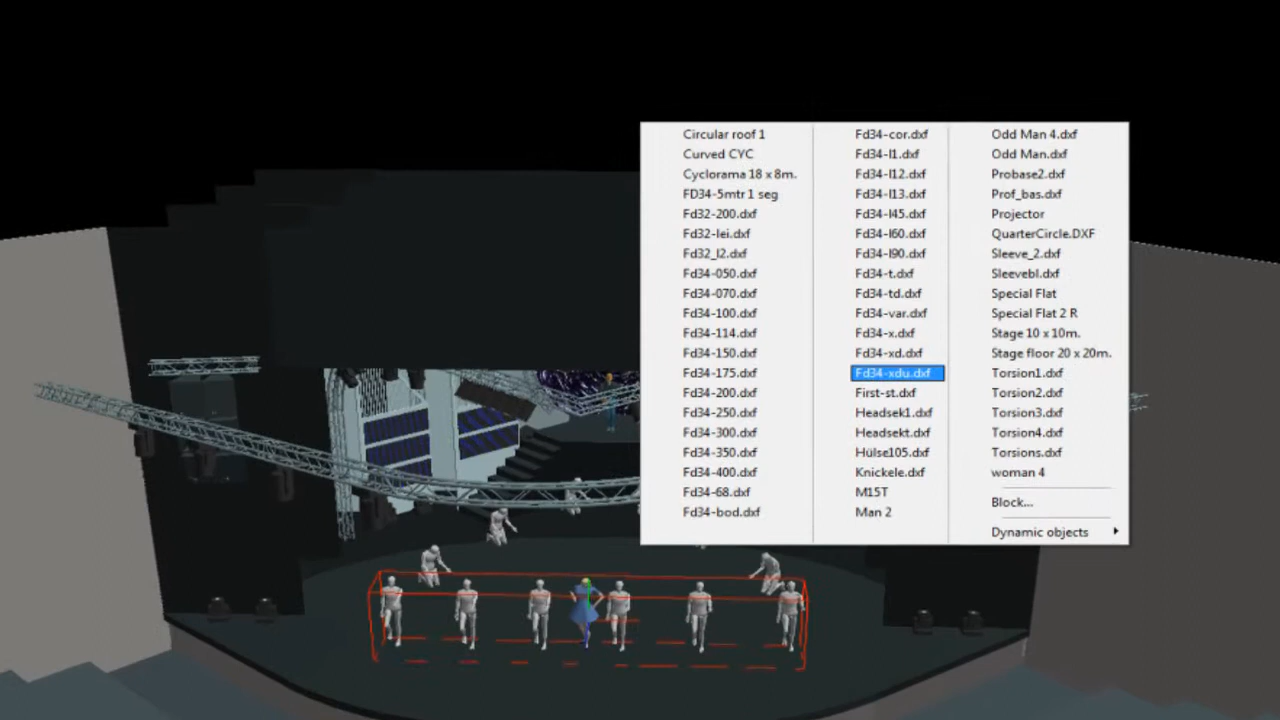 Circular roof 1
Curved CYC
Cyclorama 18 x 8m.
FD34-5mtr 1 seg
Fd32-200.dxf
Fd32-lei.dxf
Fd32_l2.dxf
Fd34-050.dxf
Fd34-070.dxf
Fd34-100.dxf
Fd34-114.dxf
Fd34-150.dxf
Fd34-175.dxf
Fd34-200.dxf
Fd34-250.dxf
Fd34-300.dxf
Fd34-350.dxf
Fd34-400.dxf
Fd34-68.dxf
Fd34-bod.dxf
Fd34-cor.dxf
Fd34-l1.dxf
Fd34-l12.dxf
Fd34-l13.dxf
Fd34-l45.dxf
Fd34-l60.dxf
Fd34-l90.dxf
Fd34-t.dxf
Fd34-td.dxf
Fd34-var.dxf
Fd34-x.dxf
Fd34-xd.dxf
Fd34-xdu.dxf
First-st.dxf
Headsek1.dxf
Headsekt.dxf
Hülse105.dxf
Knickele.dxf
M15T
Man 2
Odd Man 4.dxf
Odd Man.dxf
Probase2.dxf
Prof_bas.dxf
Projector
QuarterCircle.DXF
Sleeve_2.dxf
Sleevebl.dxf
Special Flat
Special Flat 2 R
Stage 10 x 10m.
Stage floor 20 x 20m.
Torsion1.dxf
Torsion2.dxf
Torsion3.dxf
Torsion4.dxf
Torsions.dxf
woman 4
Block...
Dynamic objects